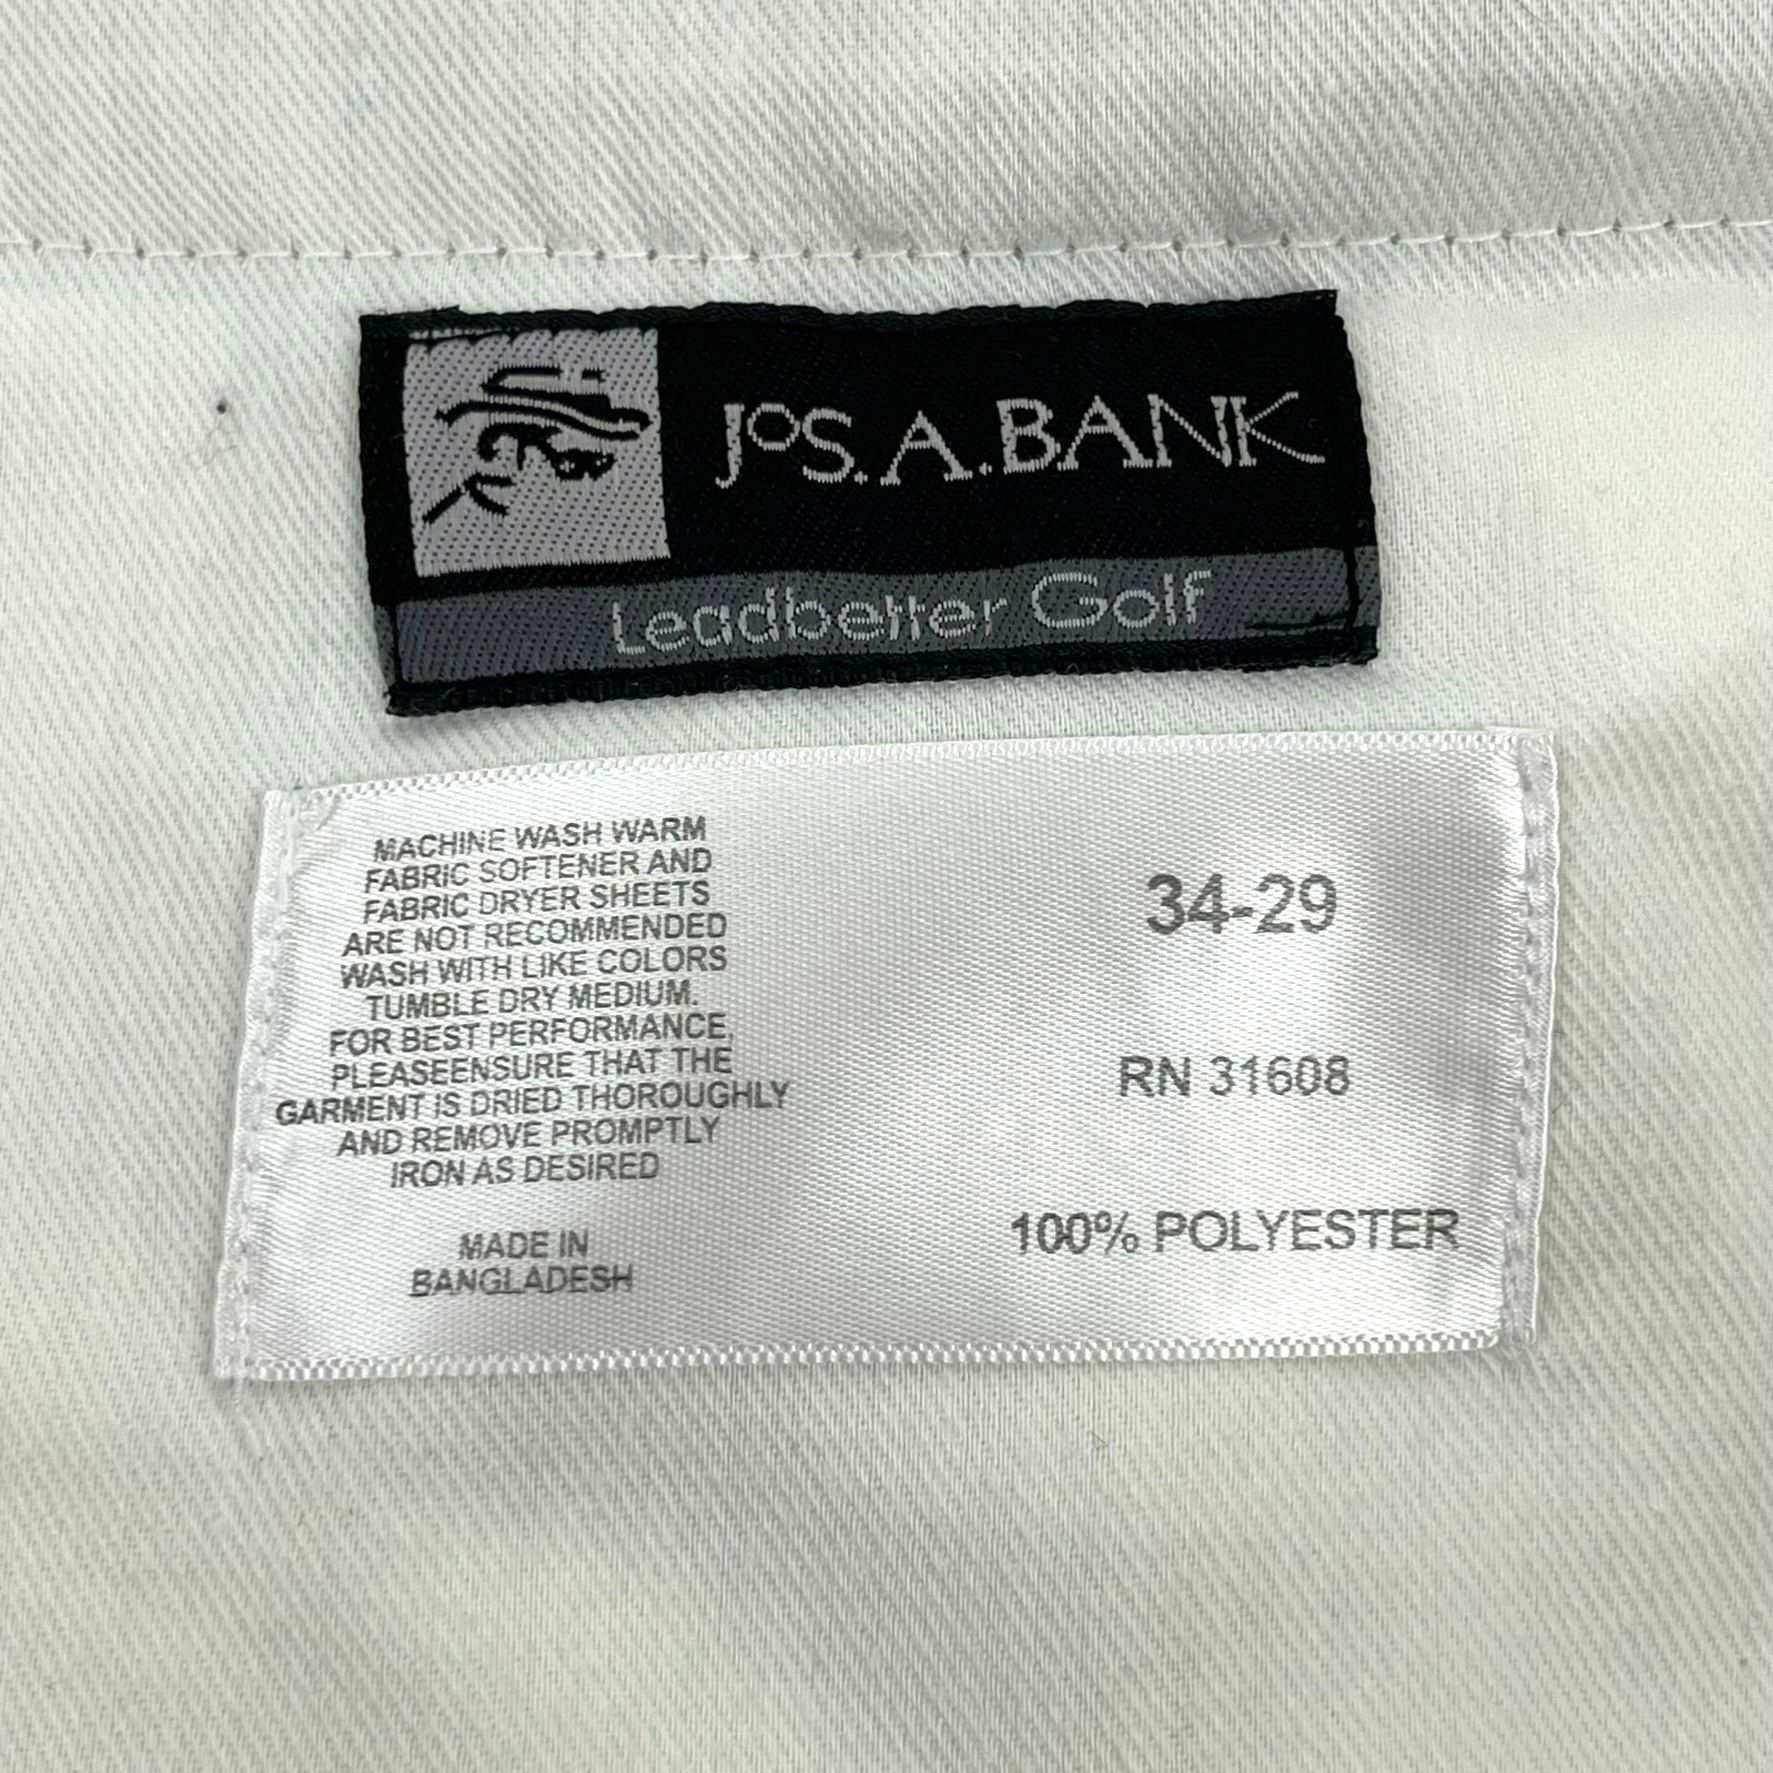 JoS. A. BANK
Leadbetter Golf
MACHINE WASH WARM
FABRIC SOFTENER AND
FABRIC DRYER SHEETS
ARE NOT RECOMMENDED
WASH WITH LIKE COLORS
TUMBLE DRY MEDIUM.
FOR BEST PERFORMANCE,
PLEASEENSURE THAT THE
GARMENT IS DRIED THOROUGHLY
AND REMOVE PROMPTLY
IRON AS DESIRED
MADE IN
BANGLADESH
34-29
RN 31608
100% POLYESTER